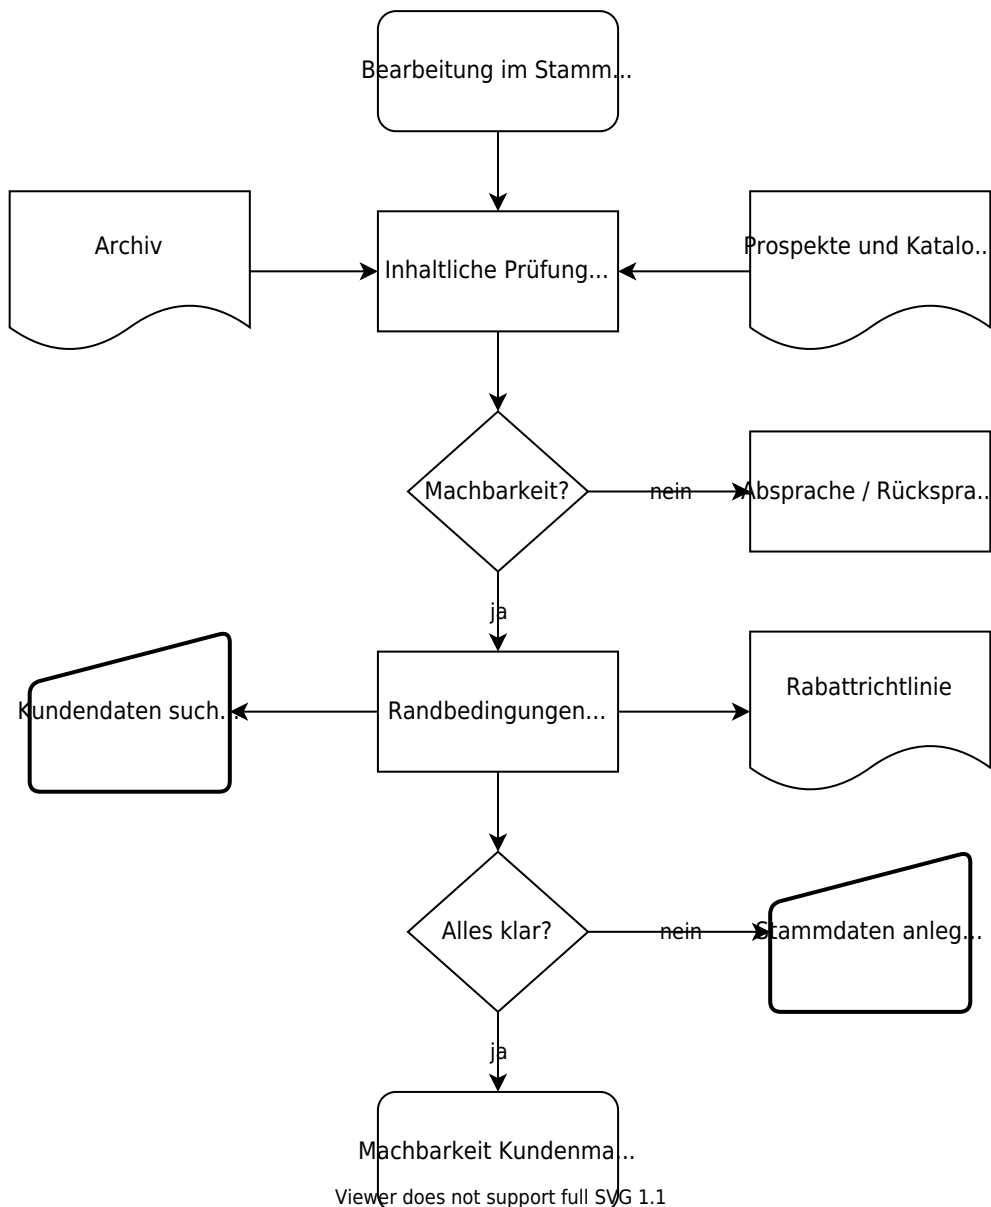 Bearbeitung im Stamm...
Archiv
Inhaltliche Prüfung...
Prospekte und Katalo...
Machbarkeit?
nein
Absprache / Rückspra...
ja
Kundendaten such...
Randbedingungen...
Rabattrichtlinie
Alles klar?
nein
Stammdaten anleg...
ja
Machbarkeit Kundenma...
Viewer does not support full SVG 1.1